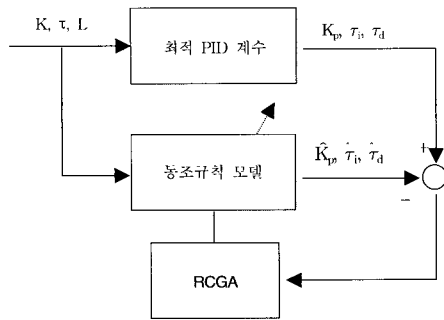 K, τ, L
최적 PID 계수
K_p, τ_i, τ_d
+
동조규칙 모델
K̂_p, τ̂_i, τ̂_d
−
RCGA